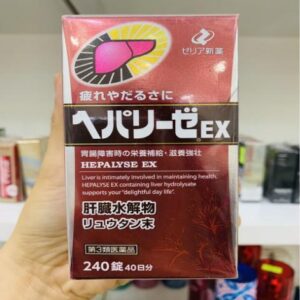 ゼリア新薬
疲れやだるさに
ヘパリーゼEX
胃腸障害時の栄養補給・滋養強壮
HEPALYSE EX
Liver is intimately involved in maintaining health.
HEPALYSE EX containing liver hydrolysate
supports your "delightful day life".
肝臓水解物
リュウタン末
第3類医薬品
240錠 40日分